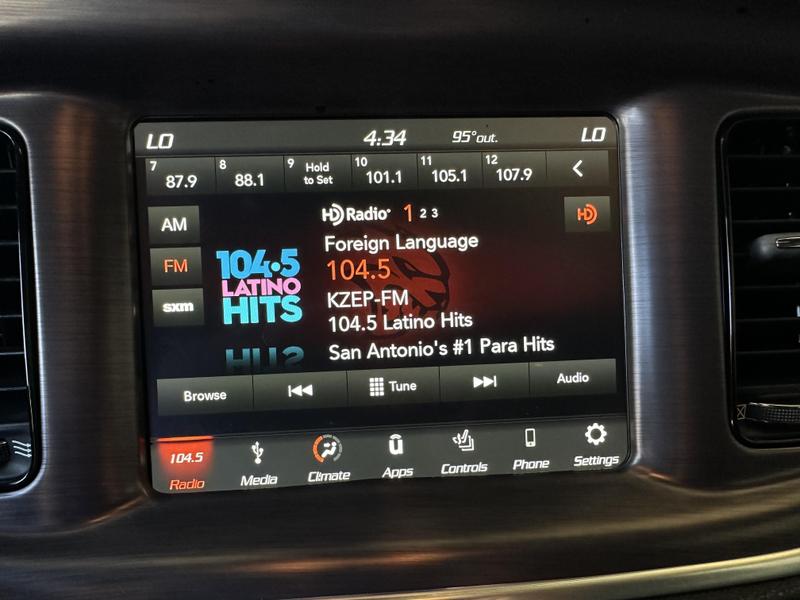 LO 4:34 95°out. LO
7 87.9 8 88.1 9 Hold to Set 10 101.1 11 105.1 12 107.9
HD Radio 1 2 3 HD
AM
FM
sxm
104.5
LATINO
HITS
Foreign Language
104.5
KZEP-FM
104.5 Latino Hits
San Antonio's #1 Para Hits
Browse Tune Audio
104.5
Radio Media Climate Apps Controls Phone Settings